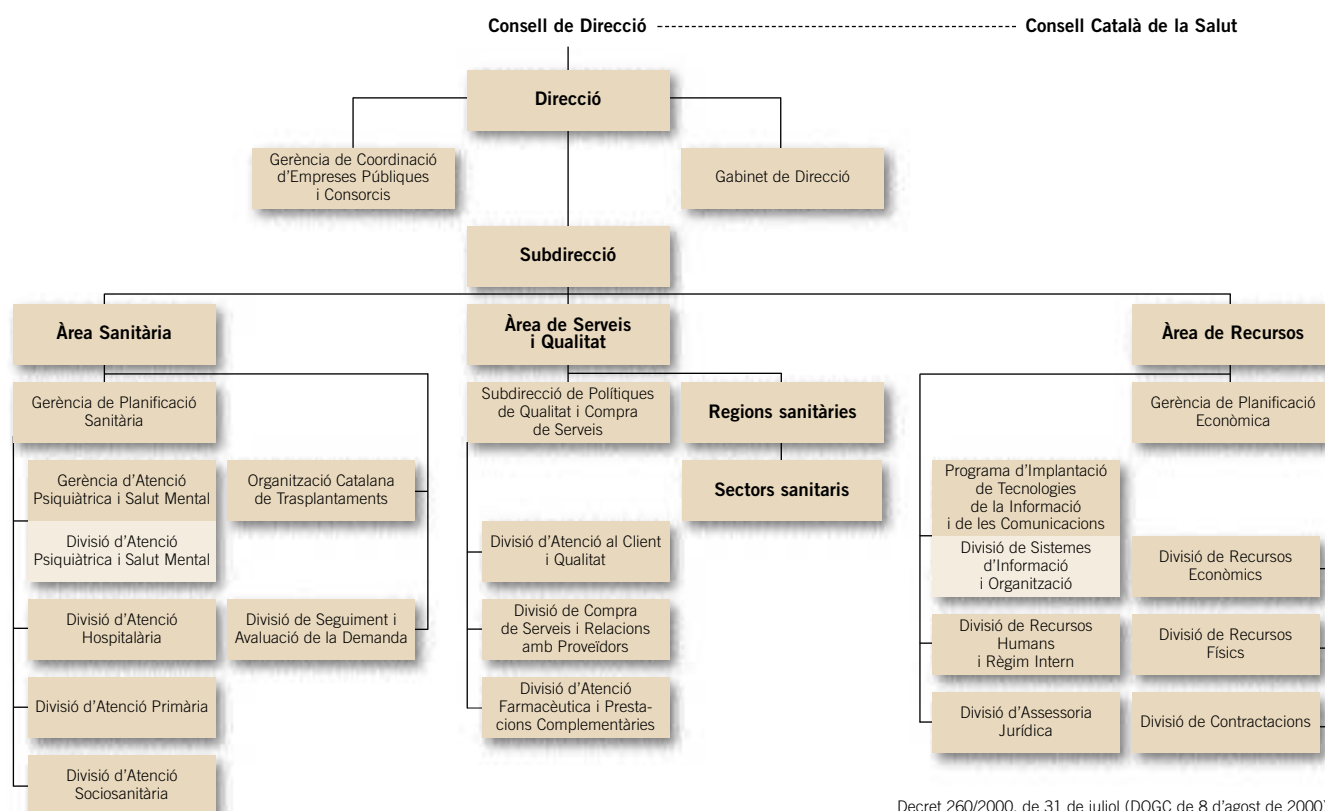 Consell de Direcció
Consell Català de la Salut
Direcció
Gerència de Coordinació
d'Empreses Públiques
i Consorcis
Gabinet de Direcció
Subdirecció
Àrea Sanitària
Gerència de Planificació
Sanitària
Gerència d'Atenció
Psiquiàtrica i Salut Mental
Divisió d'Atenció
Psiquiàtrica i Salut Mental
Divisió d'Atenció
Hospitalària
Divisió d'Atenció Primària
Divisió d'Atenció
Sociosanitària
Organització Catalana
de Trasplantaments
Divisió de Seguiment i
Avaluació de la Demanda
Àrea de Serveis
i Qualitat
Subdirecció de Polítiques
de Qualitat i Compra
de Serveis
Divisió d'Atenció al Client
i Qualitat
Divisió de Compra
de Serveis i Relacions
amb Proveïdors
Divisió d'Atenció
Farmacèutica i Presta-
cions Complementàries
Regions sanitàries
Sectors sanitaris
Àrea de Recursos
Gerència de Planificació
Econòmica
Programa d'Implantació
de Tecnologies
de la Informació
i de les Comunicacions
Divisió de Sistemes
d'Informació
i Organització
Divisió de Recursos
Humans
i Règim Intern
Divisió d'Assessoria
Jurídica
Divisió de Recursos
Econòmics
Divisió de Recursos
Físics
Divisió de Contractacions
Decret 260/2000, de 31 de juliol (DOGC de 8 d'agost de 2000)